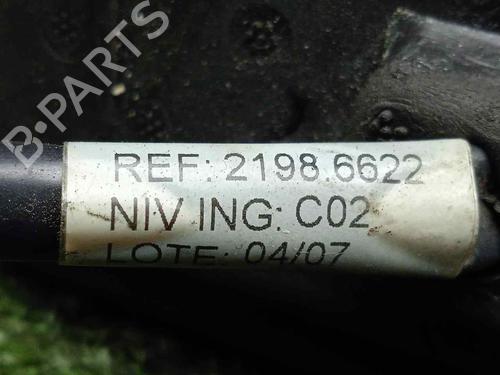 B-PARTS
REF: 2198 6622
NIV ING: C02
LOTE: 04/07